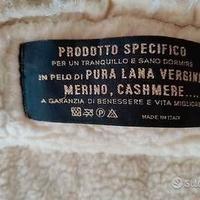 PRODOTTO SPECIFICO
PER UN TRANQUILLO E SANO DORMIRE
IN PELO DI PURA LANA VERGINE
MERINO, CASHMERE....
A GARANZIA DI BENESSERE E VITA MIGLIORE
MADE IN ITALY
subito